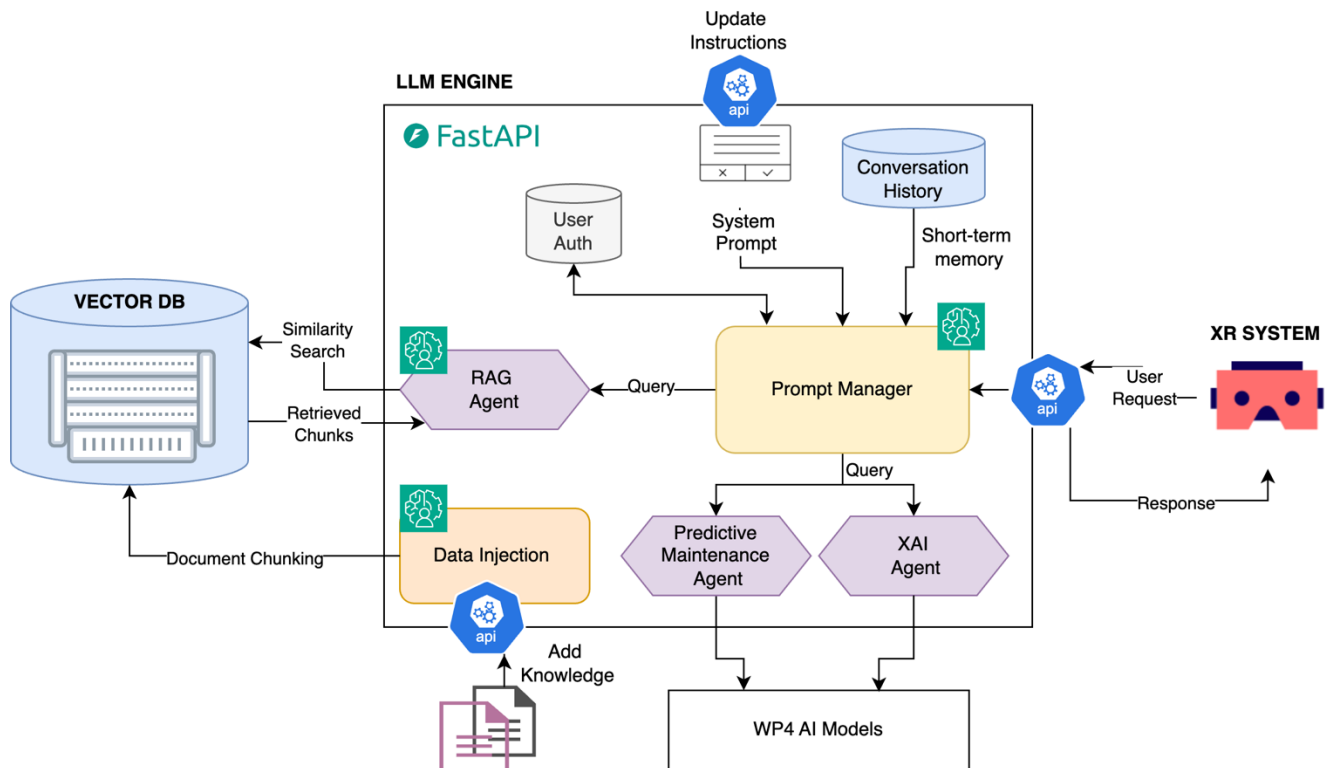 Update
Instructions
LLM ENGINE
api
FastAPI
Conversation
History
User
Auth
System
Prompt
Short-term
memory
VECTOR DB
Similarity
Search
XR SYSTEM
RAG
Agent
Query
Prompt Manager
api
User
Request
Retrieved
Chunks
Query
Response
Predictive
Maintenance
Agent
XAI
Agent
Document Chunking
Data Injection
api
Add
Knowledge
WP4 AI Models